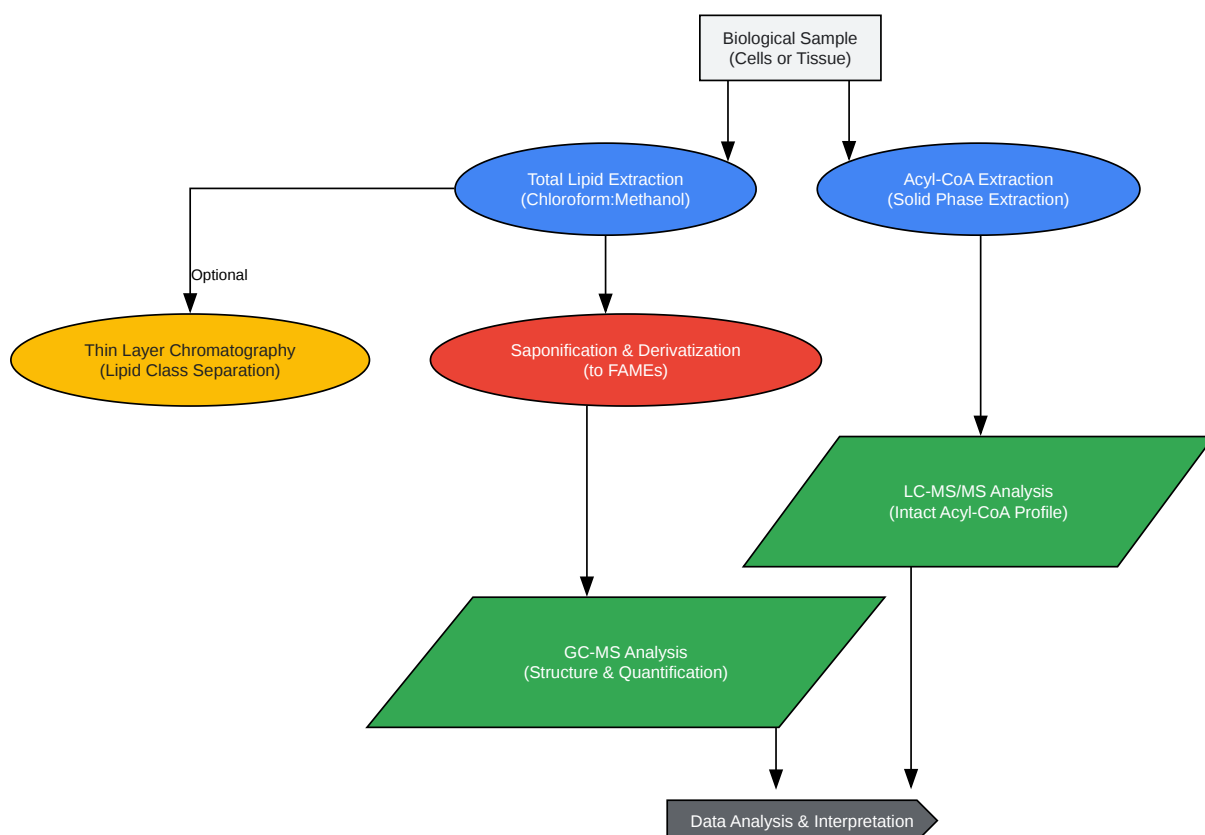 Biological Sample
(Cells or Tissue)
Total Lipid Extraction
(Chloroform:Methanol)
Acyl-CoA Extraction
(Solid Phase Extraction)
Optional
Thin Layer Chromatography
(Lipid Class Separation)
Saponification & Derivatization
(to FAMEs)
LC-MS/MS Analysis
(Intact Acyl-CoA Profile)
GC-MS Analysis
(Structure & Quantification)
Data Analysis & Interpretation